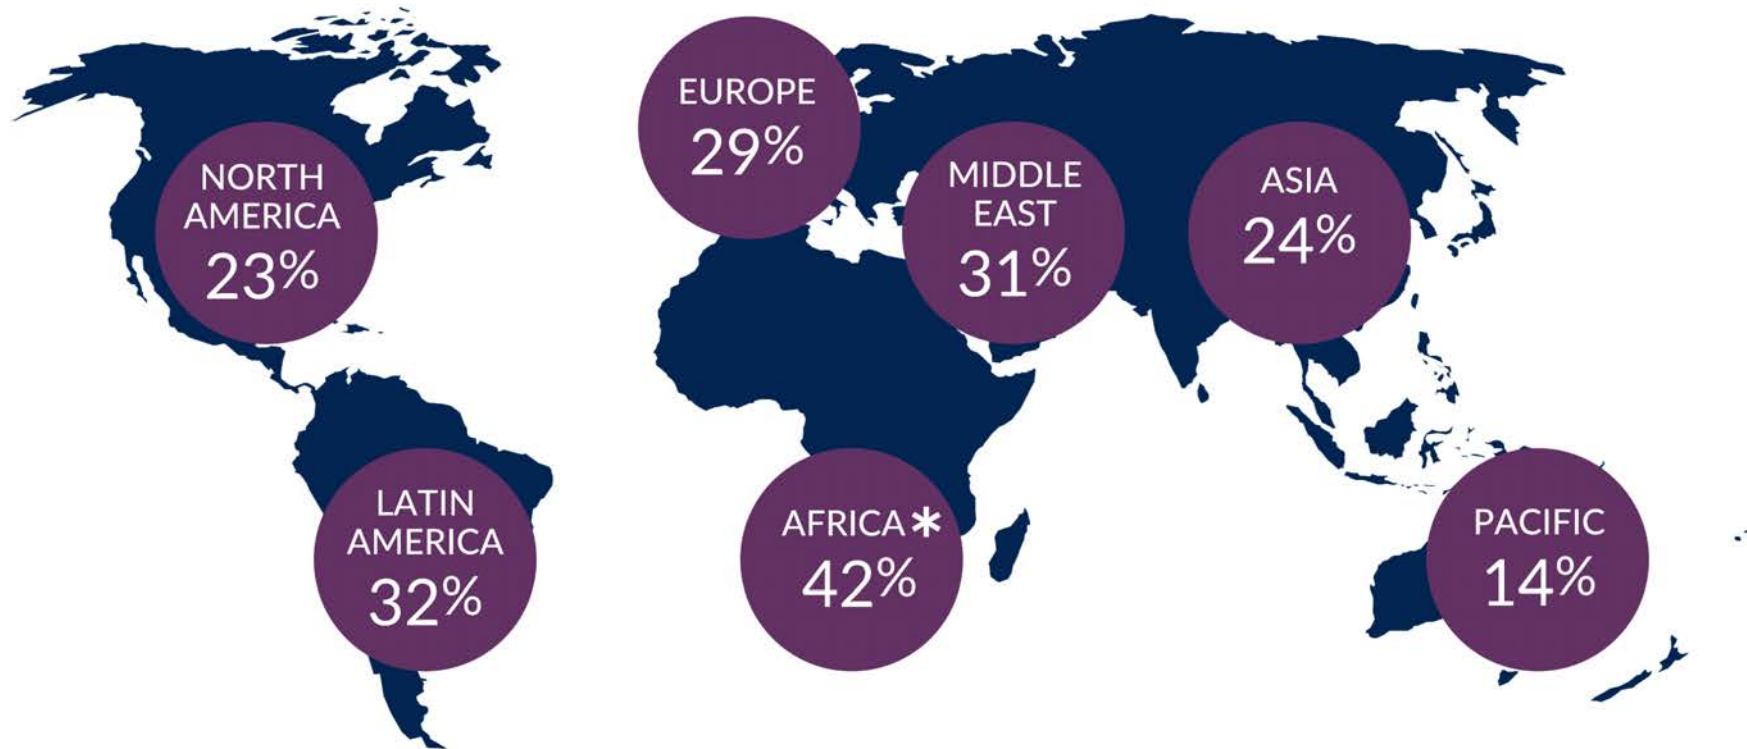 EUROPE
29%
NORTH
AMERICA
23%
MIDDLE
EAST
31%
ASIA
24%
LATIN
AMERICA
32%
AFRICA*
42%
PACIFIC
14%